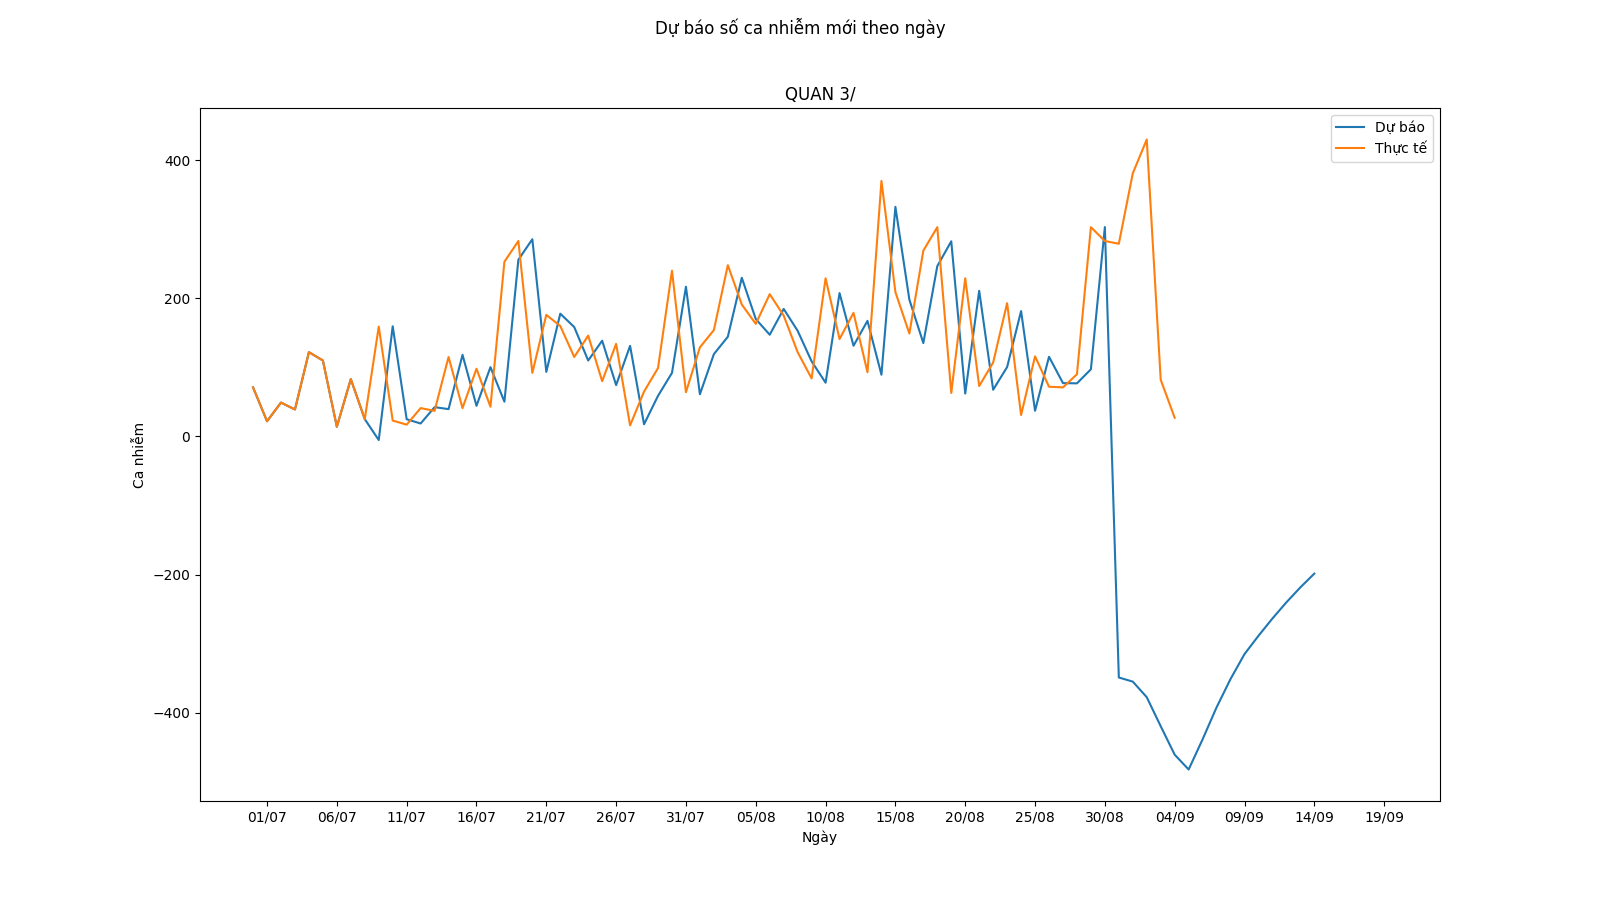 Dự báo số ca nhiễm mới theo ngày
QUAN 3/
Dự báo
Thực tế
400
200
0
−200
−400
Ca nhiễm
01/07 06/07 11/07 16/07 21/07 26/07 31/07 05/08 10/08 15/08 20/08 25/08 30/08 04/09 09/09 14/09 19/09
Ngày